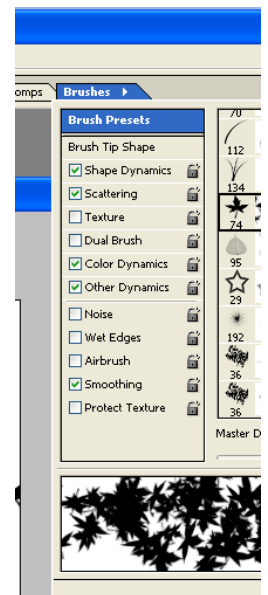 omps
Brushes
Brush Presets
Brush Tip Shape
Shape Dynamics
Scattering
Texture
Dual Brush
Color Dynamics
Other Dynamics
Noise
Wet Edges
Airbrush
Smoothing
Protect Texture
70
112
134
74
95
29
192
36
36
Master D